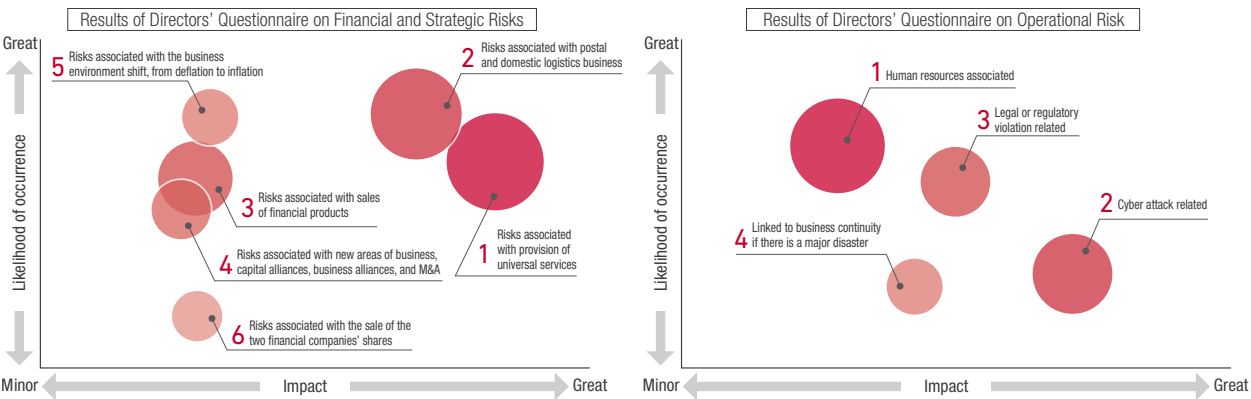 Results of Directors’ Questionnaire on Financial and Strategic Risks
Great
Likelihood of occurrence
5 Risks associated with the business
environment shift, from deflation to inflation
2 Risks associated with postal
and domestic logistics business
3 Risks associated with sales
of financial products
4 Risks associated with new areas of business,
capital alliances, business alliances, and M&A
1 Risks associated
with provision of
universal services
6 Risks associated with the sale of the
two financial companies’ shares
Minor
Impact
Great
Results of Directors’ Questionnaire on Operational Risk
Great
Likelihood of occurrence
1 Human resources associated
3 Legal or regulatory
violation related
2 Cyber attack related
4 Linked to business continuity
if there is a major disaster
Minor
Impact
Great